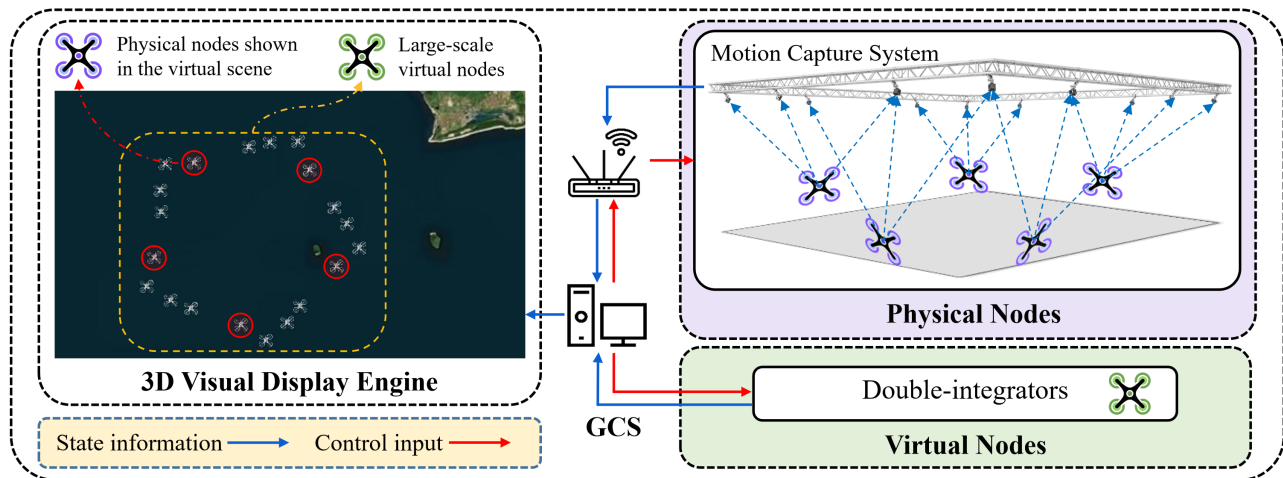 Physical nodes shown
in the virtual scene
Large-scale
virtual nodes
3D Visual Display Engine
State information
Control input
GCS
Motion Capture System
Physical Nodes
Double-integrators
Virtual Nodes